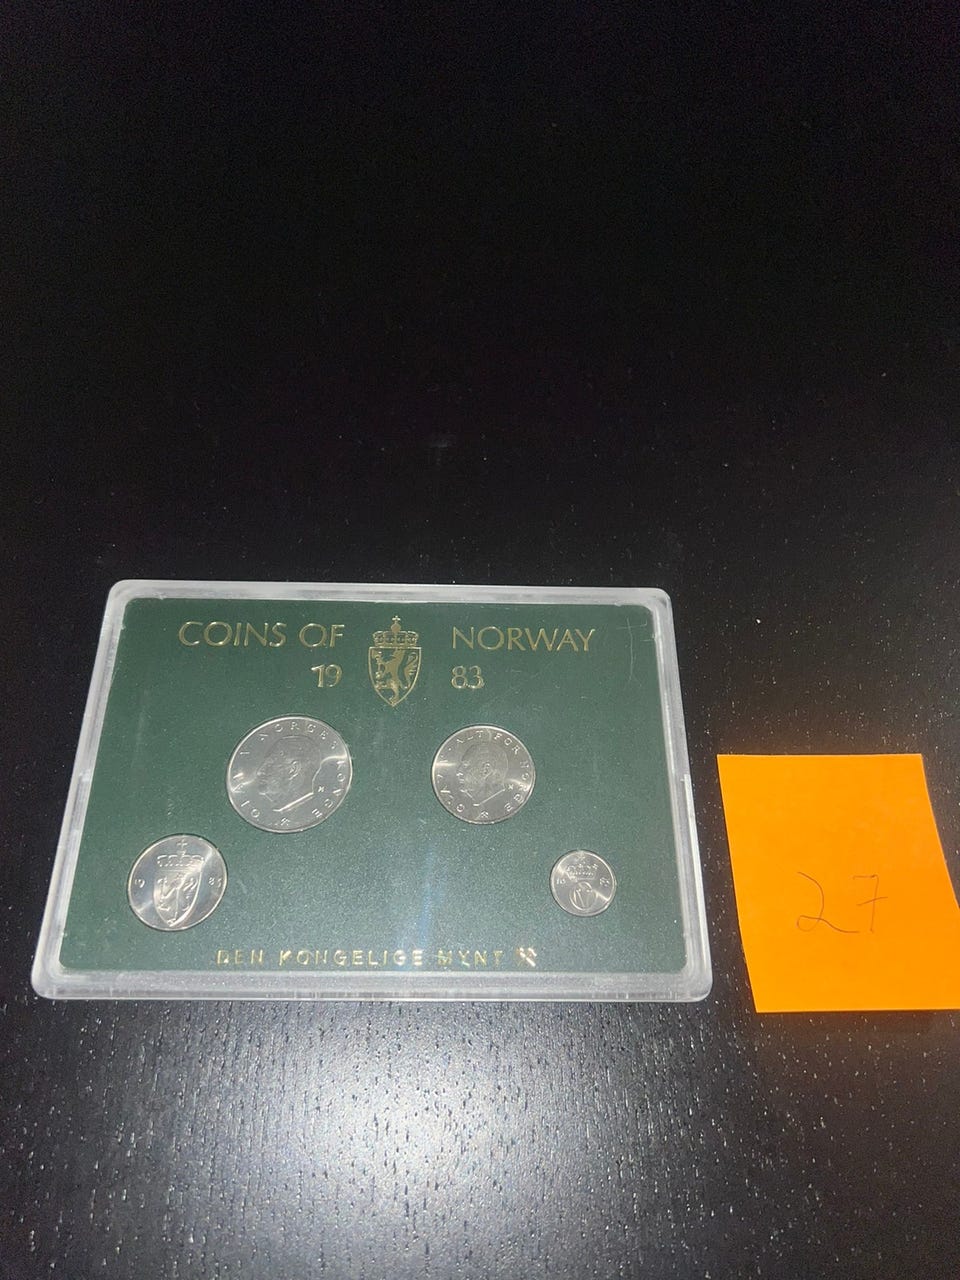 COINS OF NORWAY
19 83
DEN KONGELIGE MYNT
27